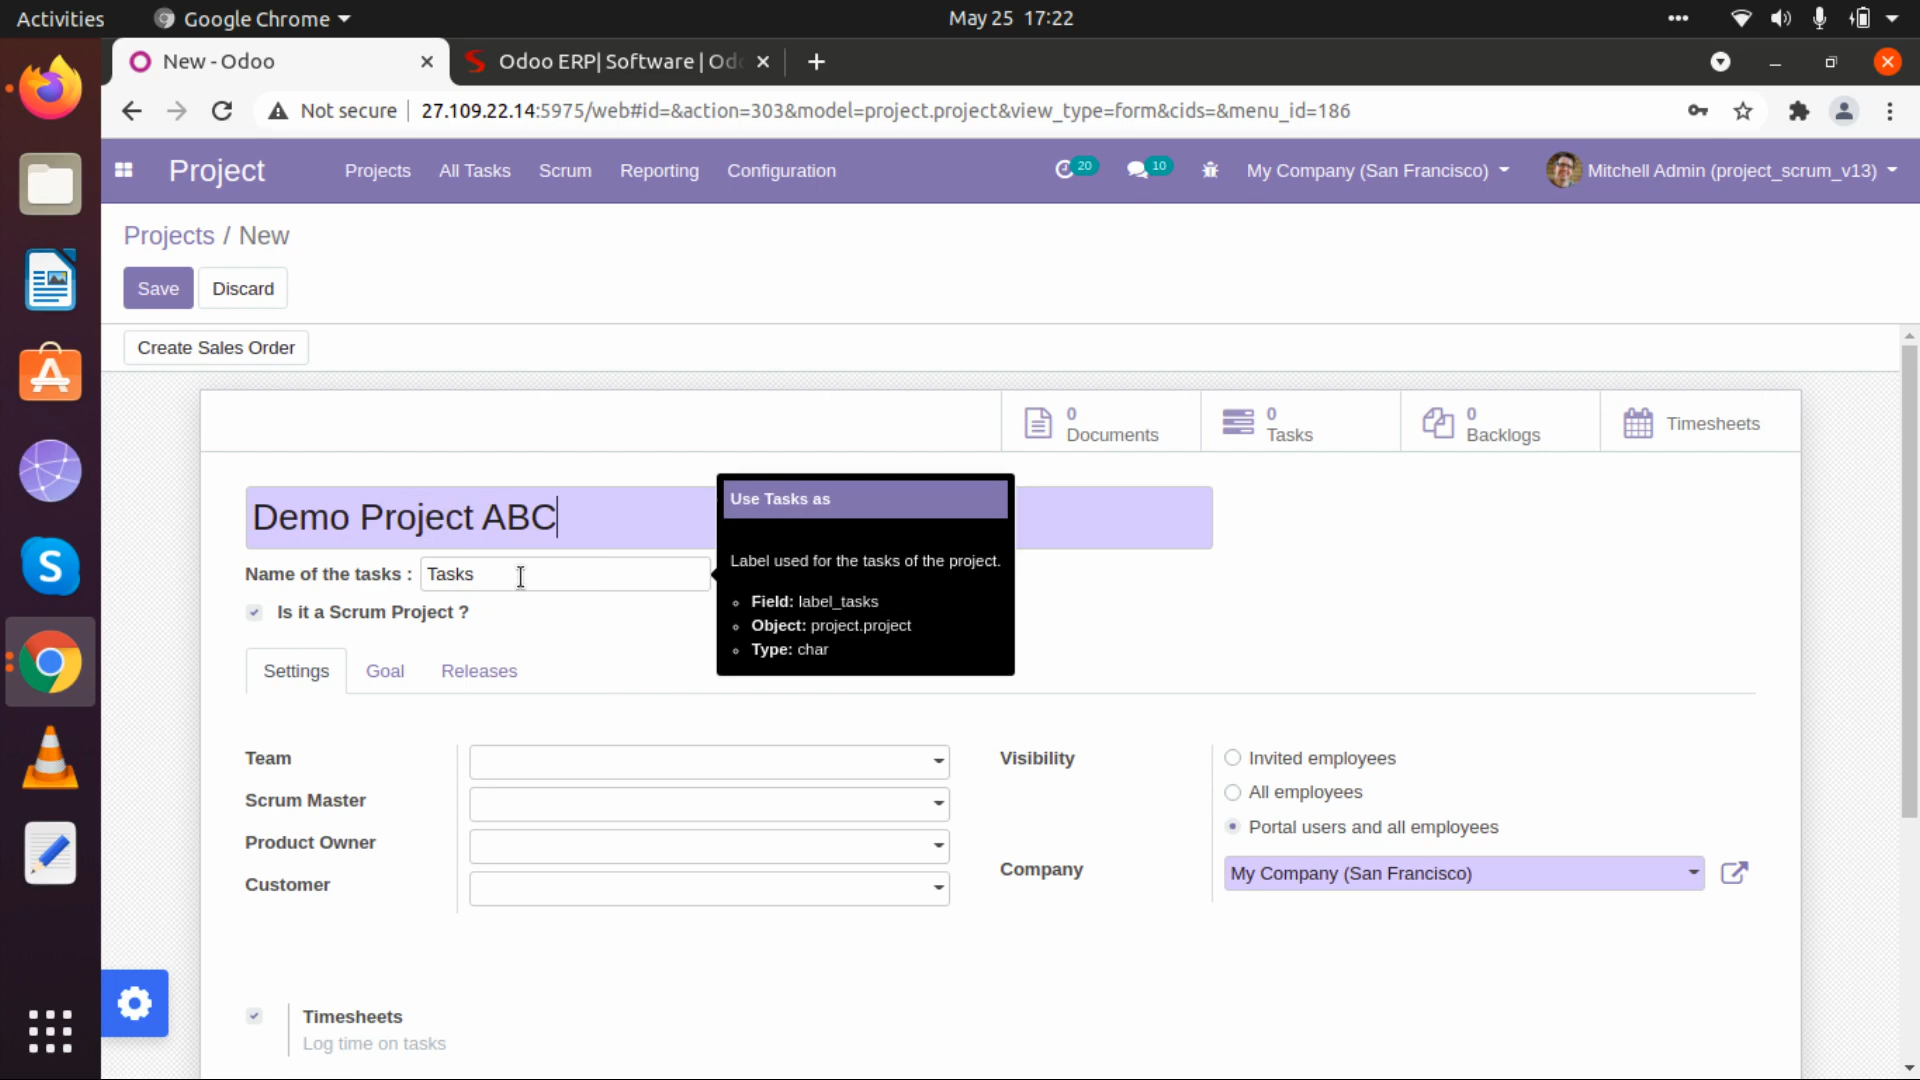 Activities
Google Chrome
May 25 17:22
New - Odoo
Odoo ERP| Software | Od
Not secure
27.109.22.14:5975/web#id=&action=303&model=project.project&view_type=form&cids=&menu_id=186
Project
Projects
All Tasks
Scrum
Reporting
Configuration
20
10
My Company (San Francisco)
Mitchell Admin (project_scrum_v13)
Projects / New
Save
Discard
Create Sales Order
0 Documents
0 Tasks
0 Backlogs
Timesheets
Demo Project ABC
Name of the tasks : Tasks
Is it a Scrum Project ?
Use Tasks as
Label used for the tasks of the project.
Field: label_tasks
Object: project.project
Type: char
Settings
Goal
Releases
Team
Scrum Master
Product Owner
Customer
Visibility
Invited employees
All employees
Portal users and all employees
Company
My Company (San Francisco)
Timesheets
Log time on tasks